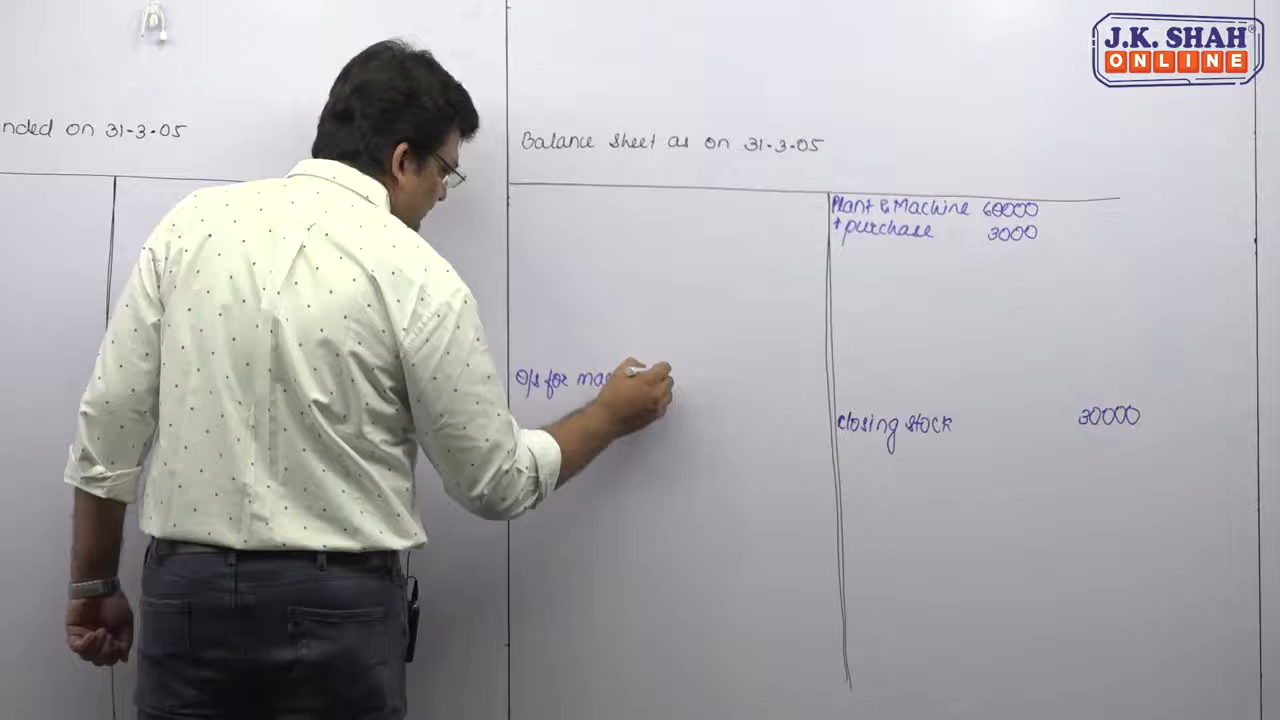 J.K. SHAH®
ONLINE
nded on 31-3-05
Balance Sheet as on 31-3-05
Plant & Machine 60000
+ purchase 3000
O/s for mac
closing stock 30000